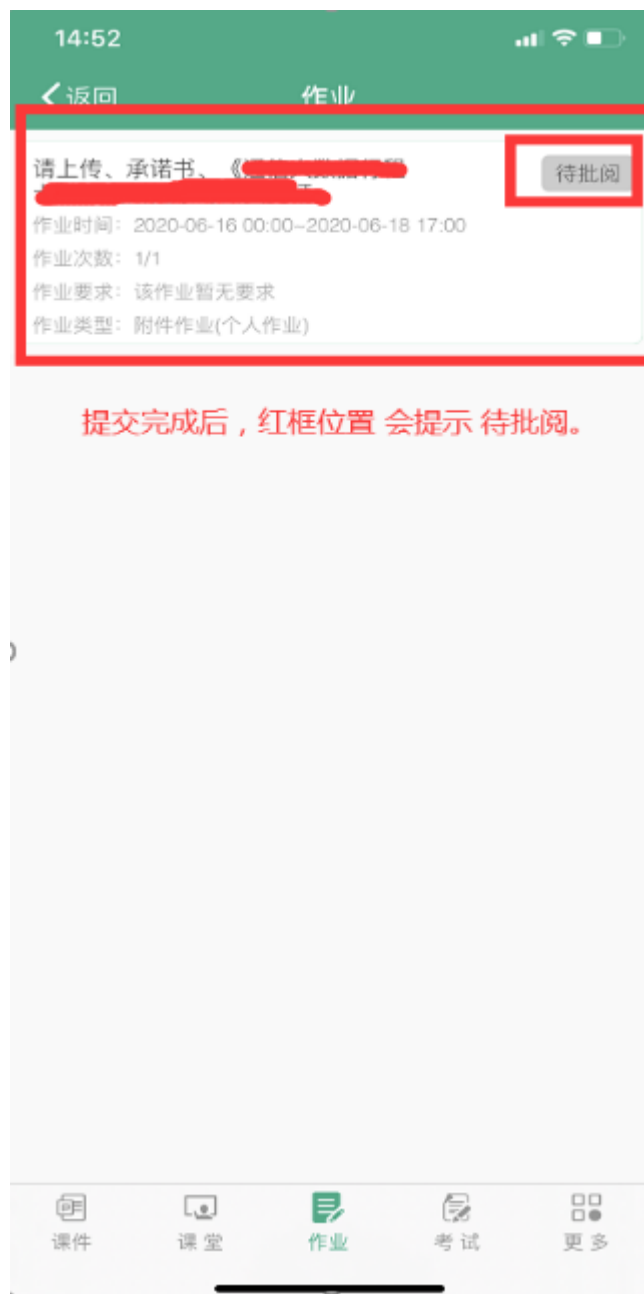 14:52
返回
作业
请上传、承诺书、《
待批阅
作业时间：2020-06-16 00:00~2020-06-18 17:00
作业次数：1/1
作业要求：该作业暂无要求
作业类型：附件作业(个人作业)
提交完成后，红框位置 会提示 待批阅。
课件
课堂
作业
考试
更多